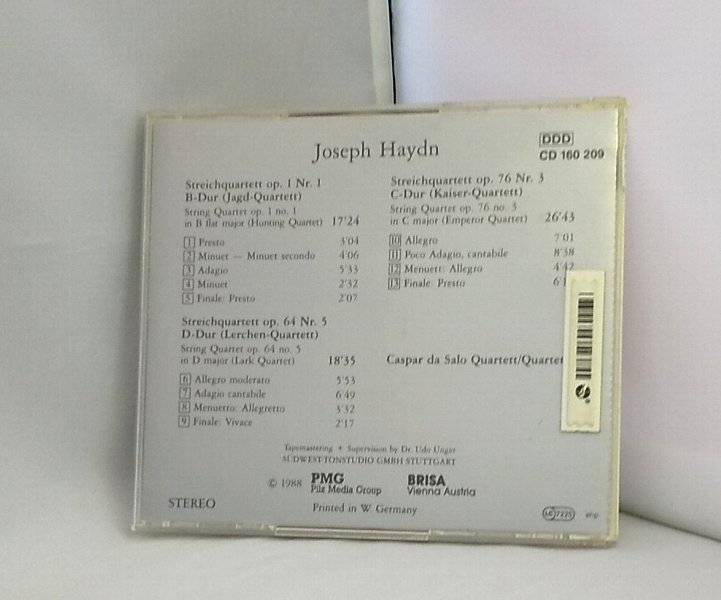 Joseph Haydn
DDD
CD 160 209
Streichquartett op. 1 Nr. 1
B-Dur (Jagd-Quartett)
String Quartet op. 1 no. 1
in B flat major (Hunting Quartet) 17'24
1 Presto 3'04
2 Minuet — Minuet secondo 4'06
3 Adagio 5'33
4 Minuet 2'32
5 Finale: Presto 2'07
Streichquartett op. 64 Nr. 5
D-Dur (Lerchen-Quartett)
String Quartet op. 64 no. 5
in D major (Lark Quartet) 18'35
6 Allegro moderato 5'53
7 Adagio cantabile 6'49
8 Menuetto: Allegretto 3'32
9 Finale: Vivace 2'17
Streichquartett op. 76 Nr. 3
C-Dur (Kaiser-Quartett)
String Quartet op. 76 no. 3
in C major (Emperor Quartet) 26'43
10 Allegro 7'01
11 Poco Adagio, cantabile 8'38
12 Menuett: Allegro 4'42
13 Finale: Presto
Caspar da Salo Quartett/Quartet
Tapemastering + Supervision by Dr. Udo Unger
SÜDWEST-TONSTUDIO GMBH STUTTGART
© 1988 PMG
Pilz Media Group
BRISA
Vienna Austria
STEREO
Printed in W. Germany